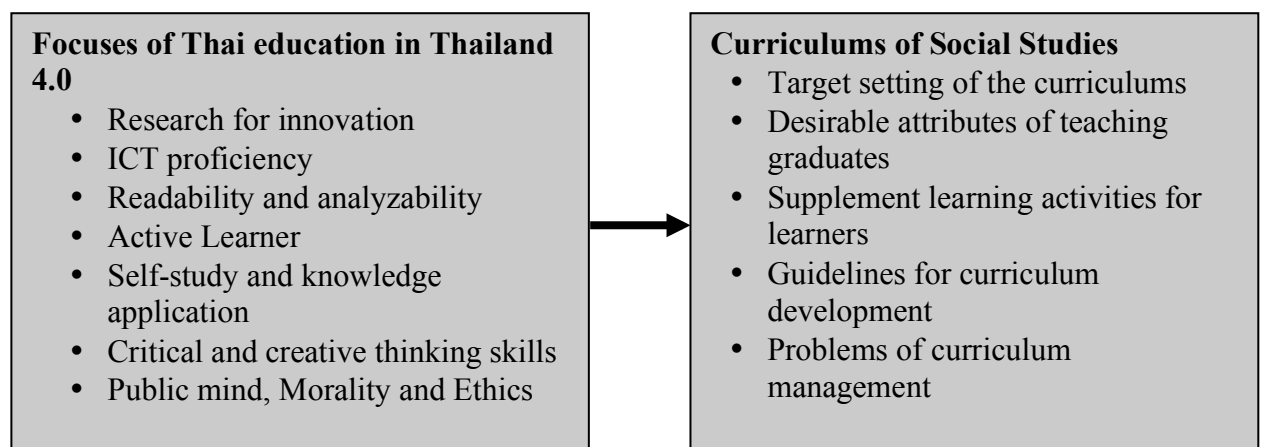 Focuses of Thai education in Thailand
4.0
• Research for innovation
• ICT proficiency
• Readability and analyzability
• Active Learner
• Self-study and knowledge
application
• Critical and creative thinking skills
• Public mind, Morality and Ethics
Curriculums of Social Studies
• Target setting of the curriculums
• Desirable attributes of teaching
graduates
• Supplement learning activities for
learners
• Guidelines for curriculum
development
• Problems of curriculum
management